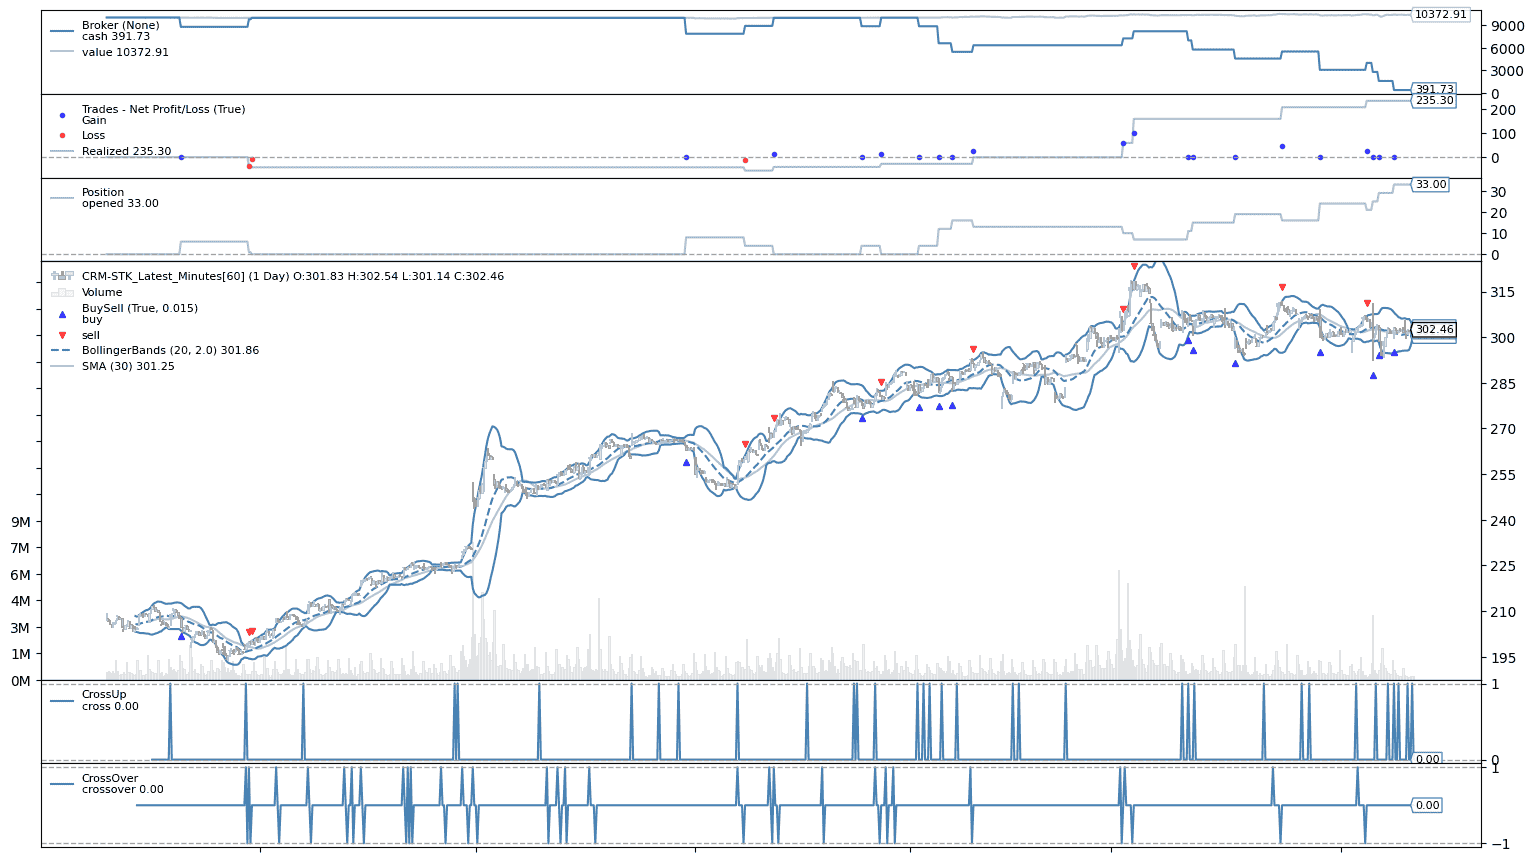 Broker (None)
cash 391.73
value 10372.91
10372.91
9000
6000
3000
0
391.73
Trades - Net Profit/Loss (True)
Gain
Loss
Realized 235.30
235.30
200
100
0
Position
opened 33.00
33.00
30
20
10
0
CRM-STK_Latest_Minutes[60] (1 Day) O:301.83 H:302.54 L:301.14 C:302.46
Volume
BuySell (True, 0.015)
buy
sell
BollingerBands (20, 2.0) 301.86
SMA (30) 301.25
315
302.46
300
285
270
255
240
225
210
195
9M
7M
6M
4M
3M
1M
0M
CrossUp
cross 0.00
1
0
0.00
CrossOver
crossover 0.00
1
0.00
−1